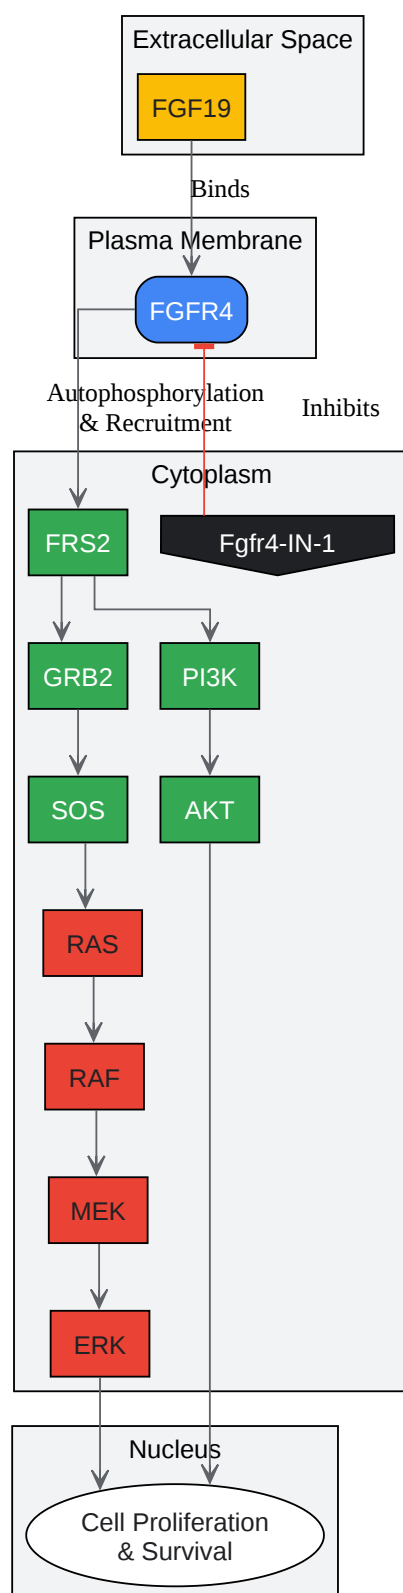 Extracellular Space
FGF19
Binds
Plasma Membrane
FGFR4
Autophosphorylation
& Recruitment
Inhibits
Cytoplasm
FRS2
Fgfr4-IN-1
GRB2
PI3K
SOS
AKT
RAS
RAF
MEK
ERK
Nucleus
Cell Proliferation
& Survival